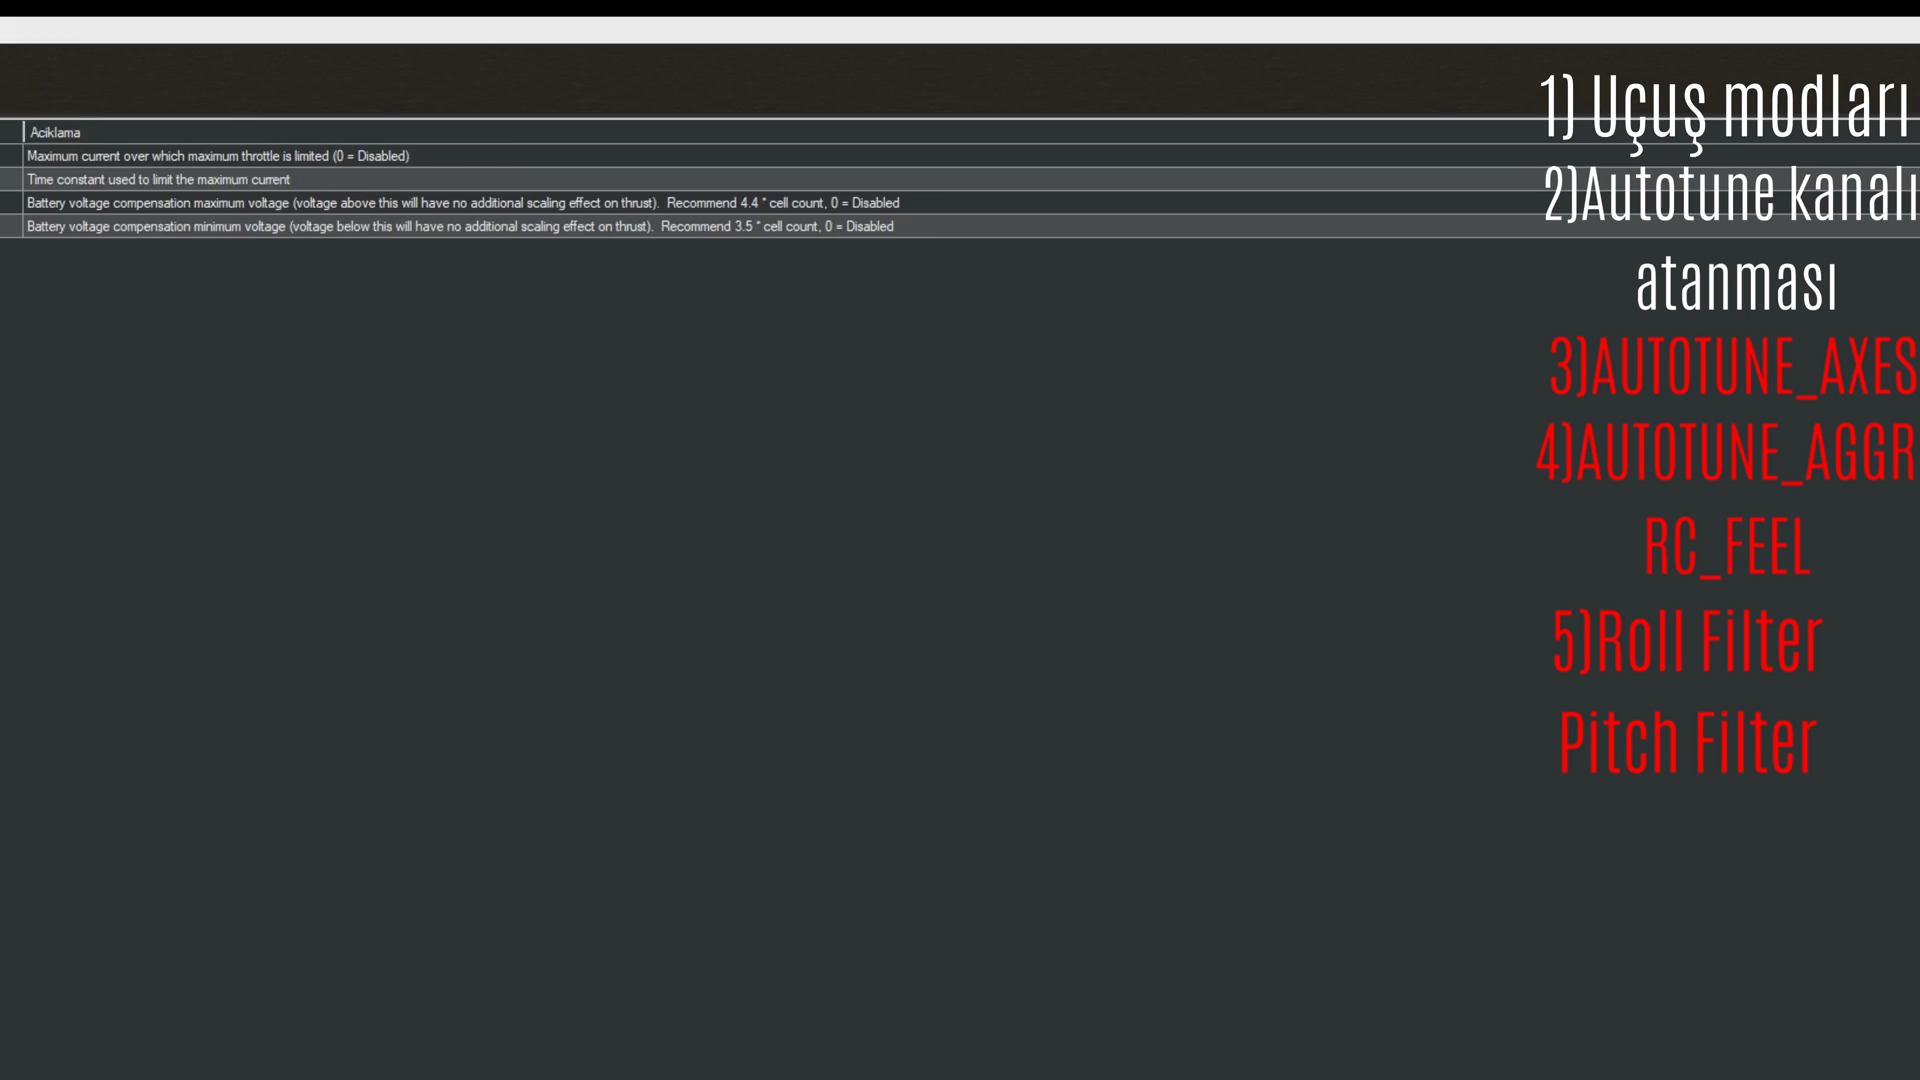 Aciklama
Maximum current over which maximum throttle is limited (0 = Disabled)
Time constant used to limit the maximum current
Battery voltage compensation maximum voltage (voltage above this will have no additional scaling effect on thrust).  Recommend 4.4 * cell count, 0 = Disabled
Battery voltage compensation minimum voltage (voltage below this will have no additional scaling effect on thrust).  Recommend 3.5 * cell count, 0 = Disabled
1) Uçuş modları
2)Autotune kanalı
atanması
3)AUTOTUNE_AXES
4)AUTOTUNE_AGGR
RC_FEEL
5)Roll Filter
Pitch Filter